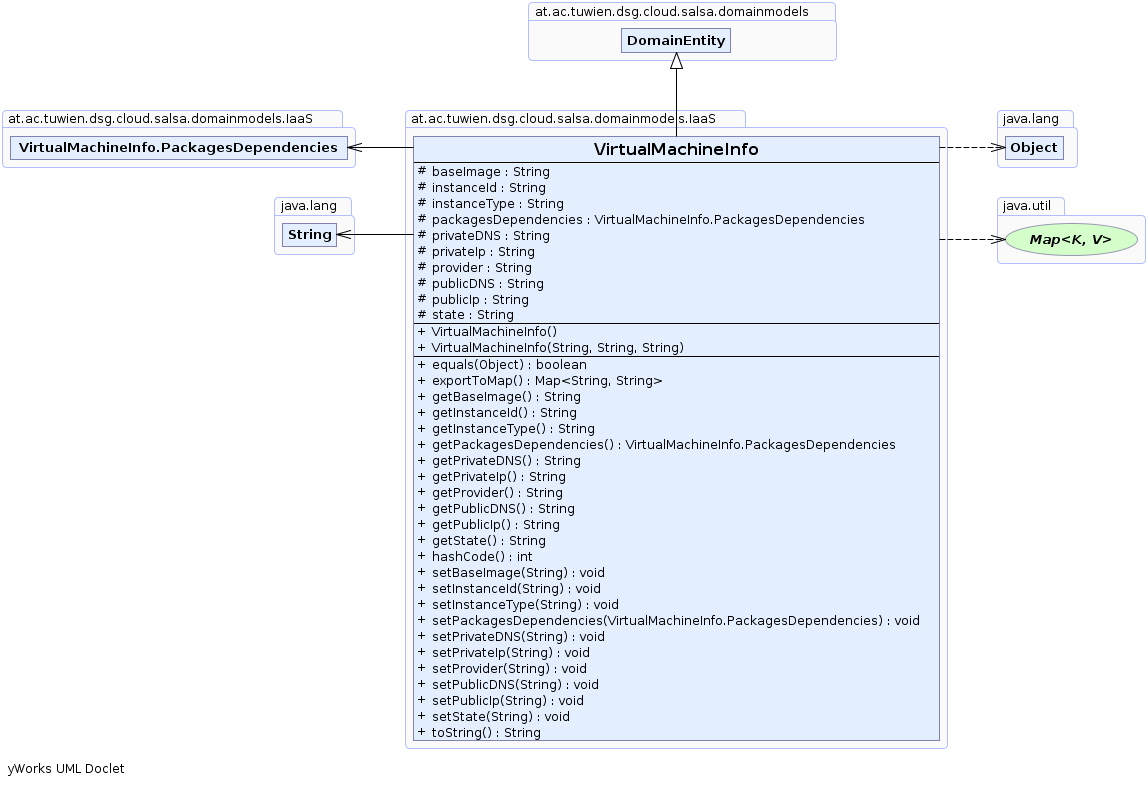 at.ac.tuwien.dsg.cloud.salsa.domainmodels
DomainEntity
at.ac.tuwien.dsg.cloud.salsa.domainmodels.IaaS
VirtualMachineInfo.PackagesDependencies
java.lang
String
at.ac.tuwien.dsg.cloud.salsa.domainmodels.IaaS
VirtualMachineInfo
# baseImage : String
# instanceId : String
# instanceType : String
# packagesDependencies : VirtualMachineInfo.PackagesDependencies
# privateDNS : String
# privateIp : String
# provider : String
# publicDNS : String
# publicIp : String
# state : String
+ VirtualMachineInfo()
+ VirtualMachineInfo(String, String, String)
+ equals(Object) : boolean
+ exportToMap() : Map<String, String>
+ getBaseImage() : String
+ getInstanceId() : String
+ getInstanceType() : String
+ getPackagesDependencies() : VirtualMachineInfo.PackagesDependencies
+ getPrivateDNS() : String
+ getPrivateIp() : String
+ getProvider() : String
+ getPublicDNS() : String
+ getPublicIp() : String
+ getState() : String
+ hashCode() : int
+ setBaseImage(String) : void
+ setInstanceId(String) : void
+ setInstanceType(String) : void
+ setPackagesDependencies(VirtualMachineInfo.PackagesDependencies) : void
+ setPrivateDNS(String) : void
+ setPrivateIp(String) : void
+ setProvider(String) : void
+ setPublicDNS(String) : void
+ setPublicIp(String) : void
+ setState(String) : void
+ toString() : String
java.lang
Object
java.util
Map<K, V>
yWorks UML Doclet